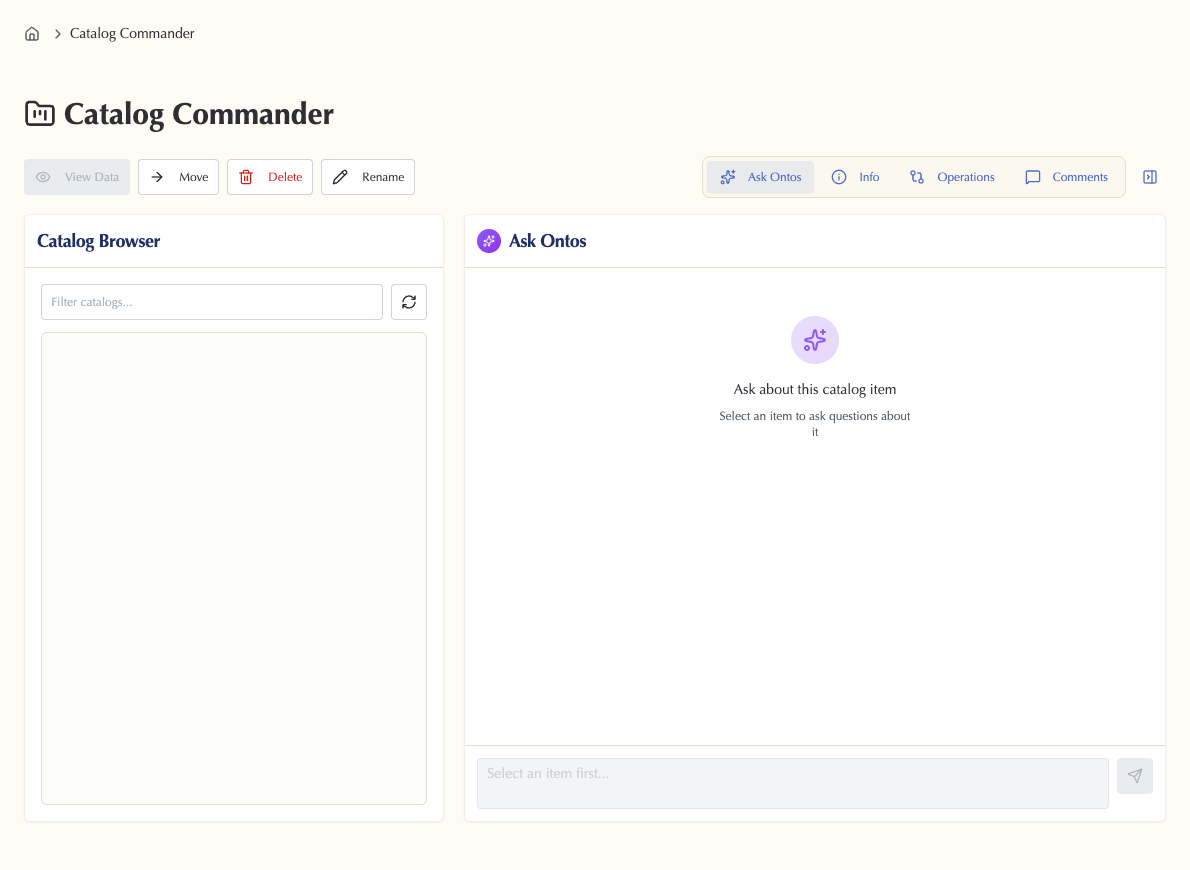 Catalog Commander
Catalog Commander
View Data
Move
Delete
Rename
Ask Ontos
Info
Operations
Comments
Catalog Browser
Filter catalogs...
Ask Ontos
Ask about this catalog item
Select an item to ask questions about
it
Select an item first...